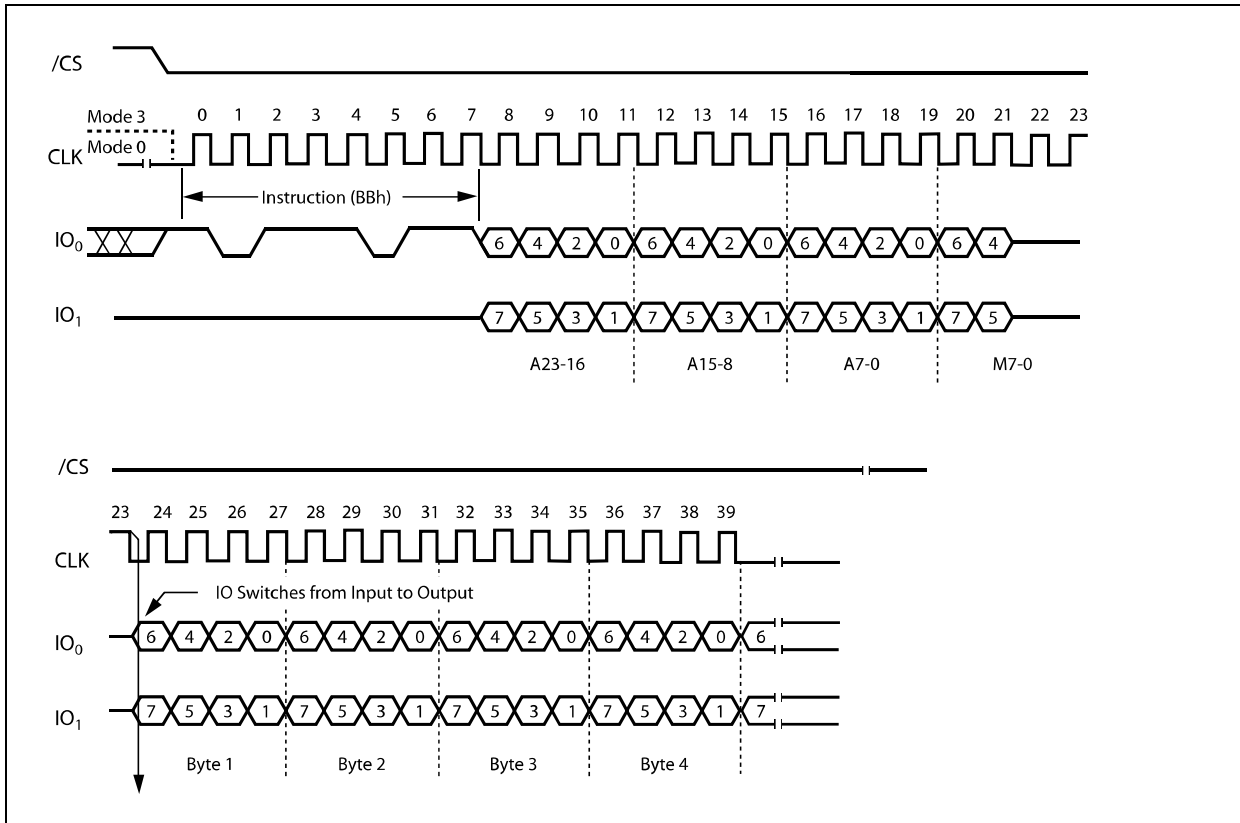 /CS
Mode 3
0 1 2 3 4 5 6 7 8 9 10 11 12 13 14 15 16 17 18 19 20 21 22 23
Mode 0
CLK
Instruction (BBh)
IO0 6 4 2 0 6 4 2 0 6 4 2 0 6 4
IO1 7 5 3 1 7 5 3 1 7 5 3 1 7 5
A23-16 A15-8 A7-0 M7-0
/CS
23 24 25 26 27 28 29 30 31 32 33 34 35 36 37 38 39
CLK
IO Switches from Input to Output
IO0 6 4 2 0 6 4 2 0 6 4 2 0 6 4 2 0 6
IO1 7 5 3 1 7 5 3 1 7 5 3 1 7 5 3 1 7
Byte 1 Byte 2 Byte 3 Byte 4